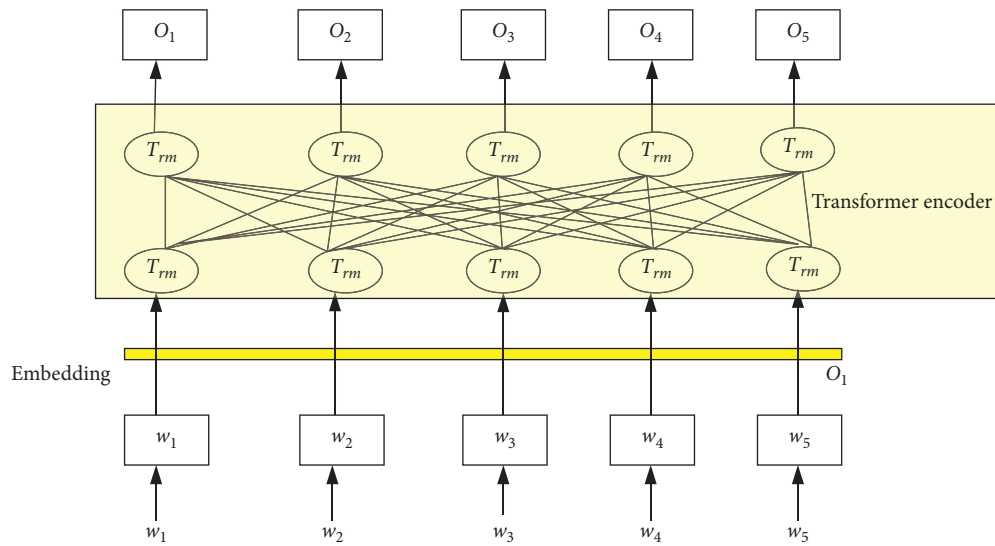 O₁ O₂ O₃ O₄ O₅
Tᵣₘ Tᵣₘ Tᵣₘ Tᵣₘ Tᵣₘ
Transformer encoder
Tᵣₘ Tᵣₘ Tᵣₘ Tᵣₘ Tᵣₘ
Embedding O₁
w₁ w₂ w₃ w₄ w₅
w₁ w₂ w₃ w₄ w₅